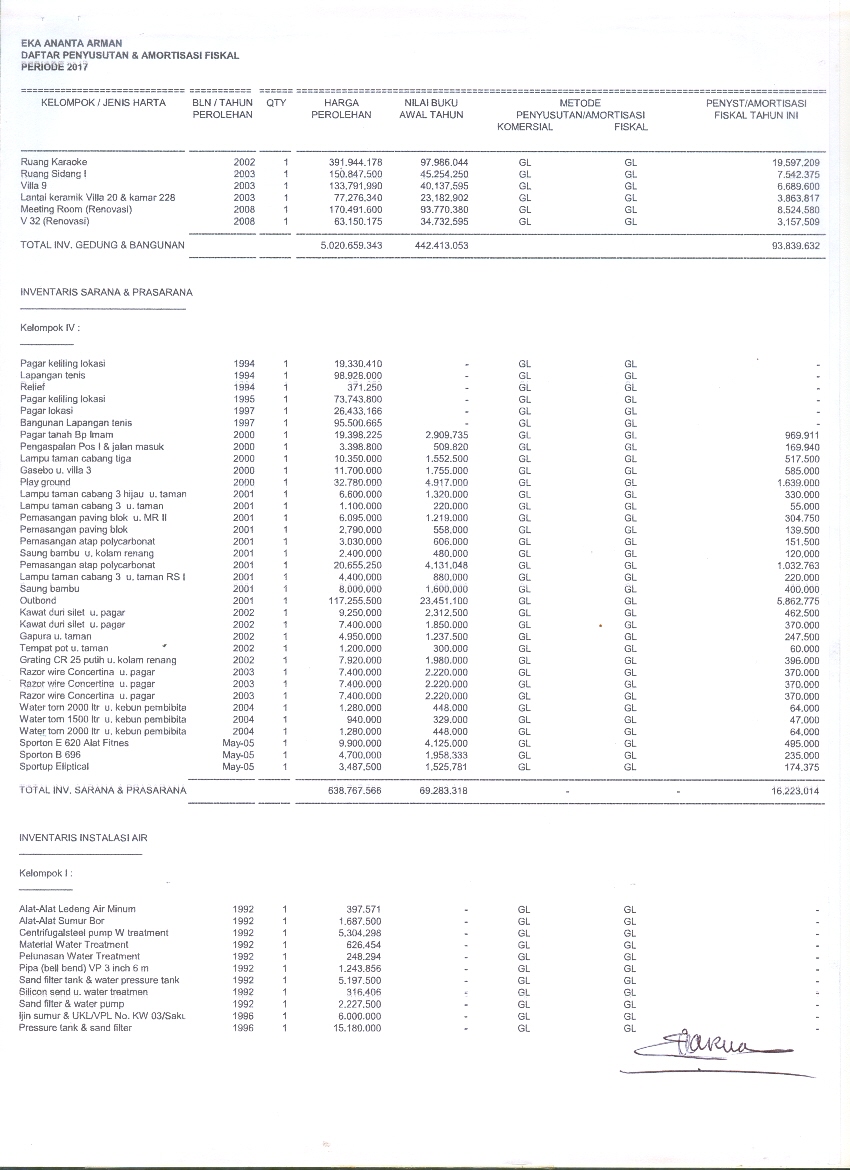 EKA ANANTA ARMAN
DAFTAR PENYUSUTAN & AMORTISASI FISKAL
PERIODE 2017
KELOMPOK / JENIS HARTA BLN / TAHUN QTY HARGA NILAI BUKU METODE PENYST/AMORTISASI
PEROLEHAN PEROLEHAN AWAL TAHUN PENYUSUTAN/AMORTISASI FISKAL TAHUN INI
KOMERSIAL FISKAL
Ruang Karaoke 2002 1 391.944.178 97.986.044 GL GL 19.597.209
Ruang Sidang I 2003 1 150.847.500 45.254.250 GL GL 7.542.375
Villa 9 2003 1 133,791,990 40,137,595 GL GL 6,689,600
Lantai keramik Villa 20 & kamar 228 2003 1 77,276,340 23,182,902 GL GL 3,863,817
Meeting Room (Renovasi) 2008 1 170.491.600 93.770.380 GL GL 8,524,580
V 32 (Renovasi) 2008 1 63.150.175 34.732.595 GL GL 3,157,509
TOTAL INV. GEDUNG & BANGUNAN 5.020.659.343 442.413.053 93.839.632
INVENTARIS SARANA & PRASARANA
Kelompok IV :
Pagar keliling lokasi 1994 1 19.330.410 - GL GL -
Lapangan tenis 1994 1 98.928.000 - GL GL -
Relief 1994 1 371.250 - GL GL -
Pagar keliling lokasi 1995 1 73,743,800 - GL GL -
Pagar lokasi 1997 1 26,433,166 - GL GL -
Bangunan Lapangan tenis 1997 1 95.500.665 - GL GL -
Pagar tanah Bp Imam 2000 1 19.398.225 2.909.735 GL GL 969.911
Pengaspalan Pos I & jalan masuk 2000 1 3.398.800 509.820 GL GL 169.940
Lampu taman cabang tiga 2000 1 10.350.000 1.552.500 GL GL 517.500
Gasebo u. villa 3 2000 1 11.700.000 1.755.000 GL GL 585.000
Play ground 2000 1 32.780.000 4.917.000 GL GL 1.639.000
Lampu taman cabang 3 hijau u. taman 2001 1 6.600.000 1.320.000 GL GL 330.000
Lampu taman cabang 3 u. taman 2001 1 1.100.000 220.000 GL GL 55.000
Pemasangan paving blok u. MR II 2001 1 6.095.000 1.219.000 GL GL 304,750
Pemasangan paving blok 2001 1 2,790,000 558,000 GL GL 139,500
Pemasangan atap polycarbonat 2001 1 3.030.000 606.000 GL GL 151,500
Saung bambu u. kolam renang 2001 1 2.400.000 480.000 GL GL 120.000
Pemasangan atap polycarbonat 2001 1 20.655.250 4,131,048 GL GL 1.032.763
Lampu taman cabang 3 u. taman RS I 2001 1 4,400,000 880,000 GL GL 220.000
Saung bambu 2001 1 8,000,000 1,600,000 GL GL 400.000
Outbond 2001 1 117.255.500 23.451.100 GL GL 5,862,775
Kawat duri silet u. pagar 2002 1 9.250.000 2.312.500 GL GL 462,500
Kawat duri silet u. pagar 2002 1 7.400.000 1.850.000 GL GL 370.000
Gapura u. taman 2002 1 4.950.000 1.237.500 GL GL 247.500
Tempat pot u. taman 2002 1 1.200.000 300.000 GL GL 60.000
Grating CR 25 putih u. kolam renang 2002 1 7.920.000 1.980.000 GL GL 396.000
Razor wire Concertina u. pagar 2003 1 7.400.000 2.220.000 GL GL 370.000
Razor wire Concertina u. pagar 2003 1 7.400.000 2.220.000 GL GL 370.000
Razor wire Concertina u. pagar 2003 1 7.400.000 2.220.000 GL GL 370.000
Water torn 2000 ltr u. kebun pembibita 2004 1 1.280.000 448.000 GL GL 64.000
Water torn 1500 ltr u. kebun pembibita 2004 1 940.000 329.000 GL GL 47,000
Water torn 2000 ltr u. kebun pembibita 2004 1 1.280.000 448.000 GL GL 64,000
Sporton E 620 Alat Fitnes May-05 1 9.900.000 4.125.000 GL GL 495.000
Sporton B 696 May-05 1 4,700,000 1,958,333 GL GL 235.000
Sportup Eliptical May-05 1 3,487,500 1,525,781 GL GL 174.375
TOTAL INV. SARANA & PRASARANA 638.767.566 69.283.318 - - 16.223.014
INVENTARIS INSTALASI AIR
Kelompok I :
Alat-Alat Ledeng Air Minum 1992 1 397.571 - GL GL -
Alat-Alat Sumur Bor 1992 1 1.687.500 - GL GL -
Centrifugalsteel pump W treatment 1992 1 5,304,298 - GL GL -
Material Water Treatment 1992 1 626,454 - GL GL -
Pelunasan Water Treatment 1992 1 248.294 - GL GL -
Pipa (bell bend) VP 3 inch 6 m 1992 1 1.243.856 - GL GL -
Sand filter tank & water pressure tank 1992 1 5.197.500 - GL GL -
Silicon send u. water treatmen 1992 1 316,406 - GL GL -
Sand filter & water pump 1992 1 2.227.500 - GL GL -
Ijin sumur & UKL/VPL No. KW 03/Saku 1996 1 6.000.000 - GL GL -
Pressure tank & sand filter 1996 1 15.180.000 - GL GL -